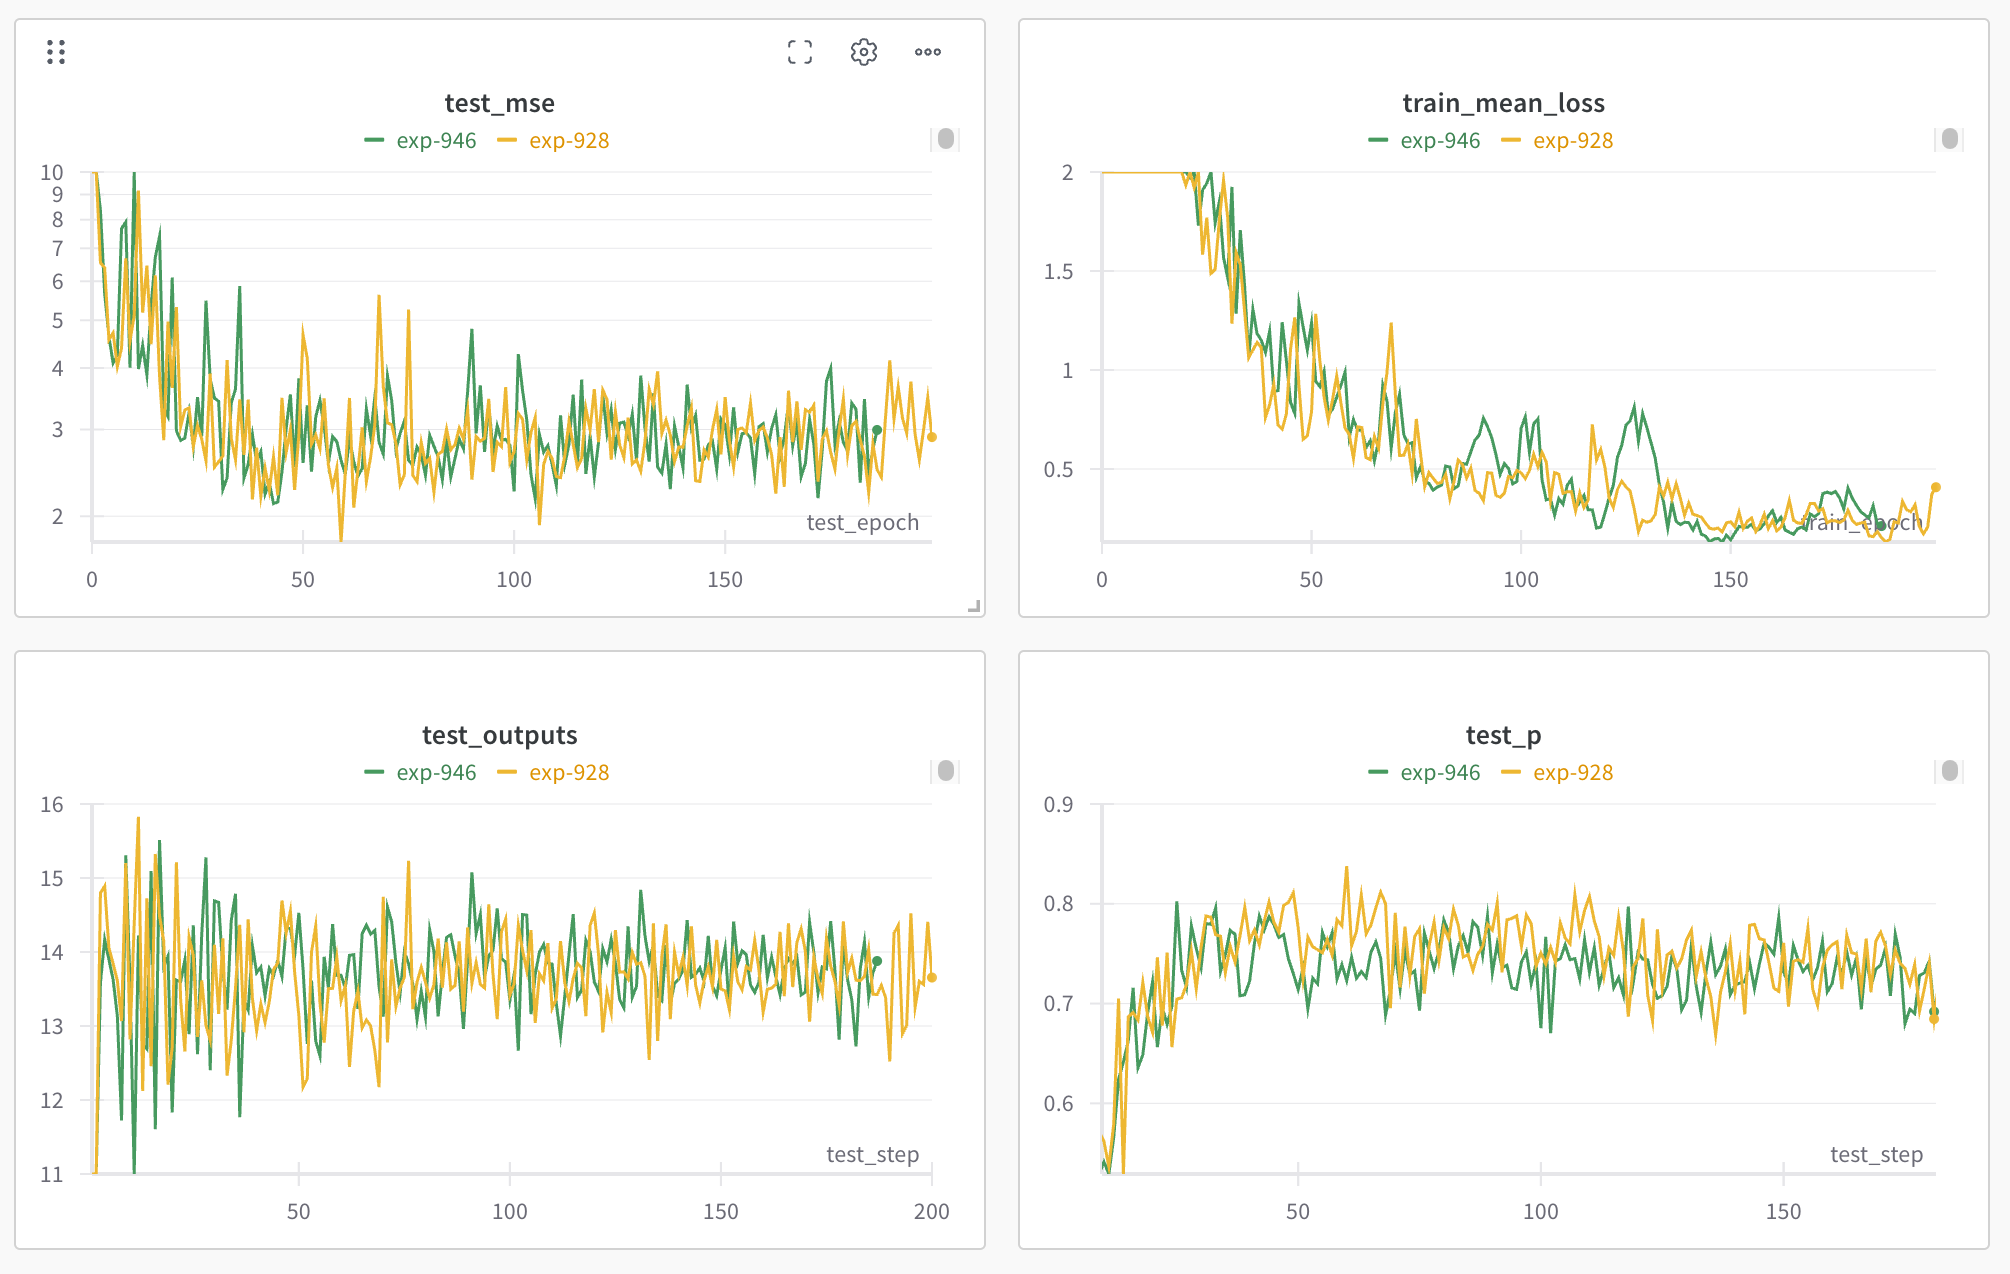 test_mse
exp-946 exp-928
10
9
8
7
6
5
4
3
2
test_epoch
0 50 100 150
train_mean_loss
exp-946 exp-928
2
1.5
1
0.5
train_epoch
0 50 100 150
test_outputs
exp-946 exp-928
16
15
14
13
12
11
test_step
50 100 150 200
test_p
exp-946 exp-928
0.9
0.8
0.7
0.6
test_step
50 100 150